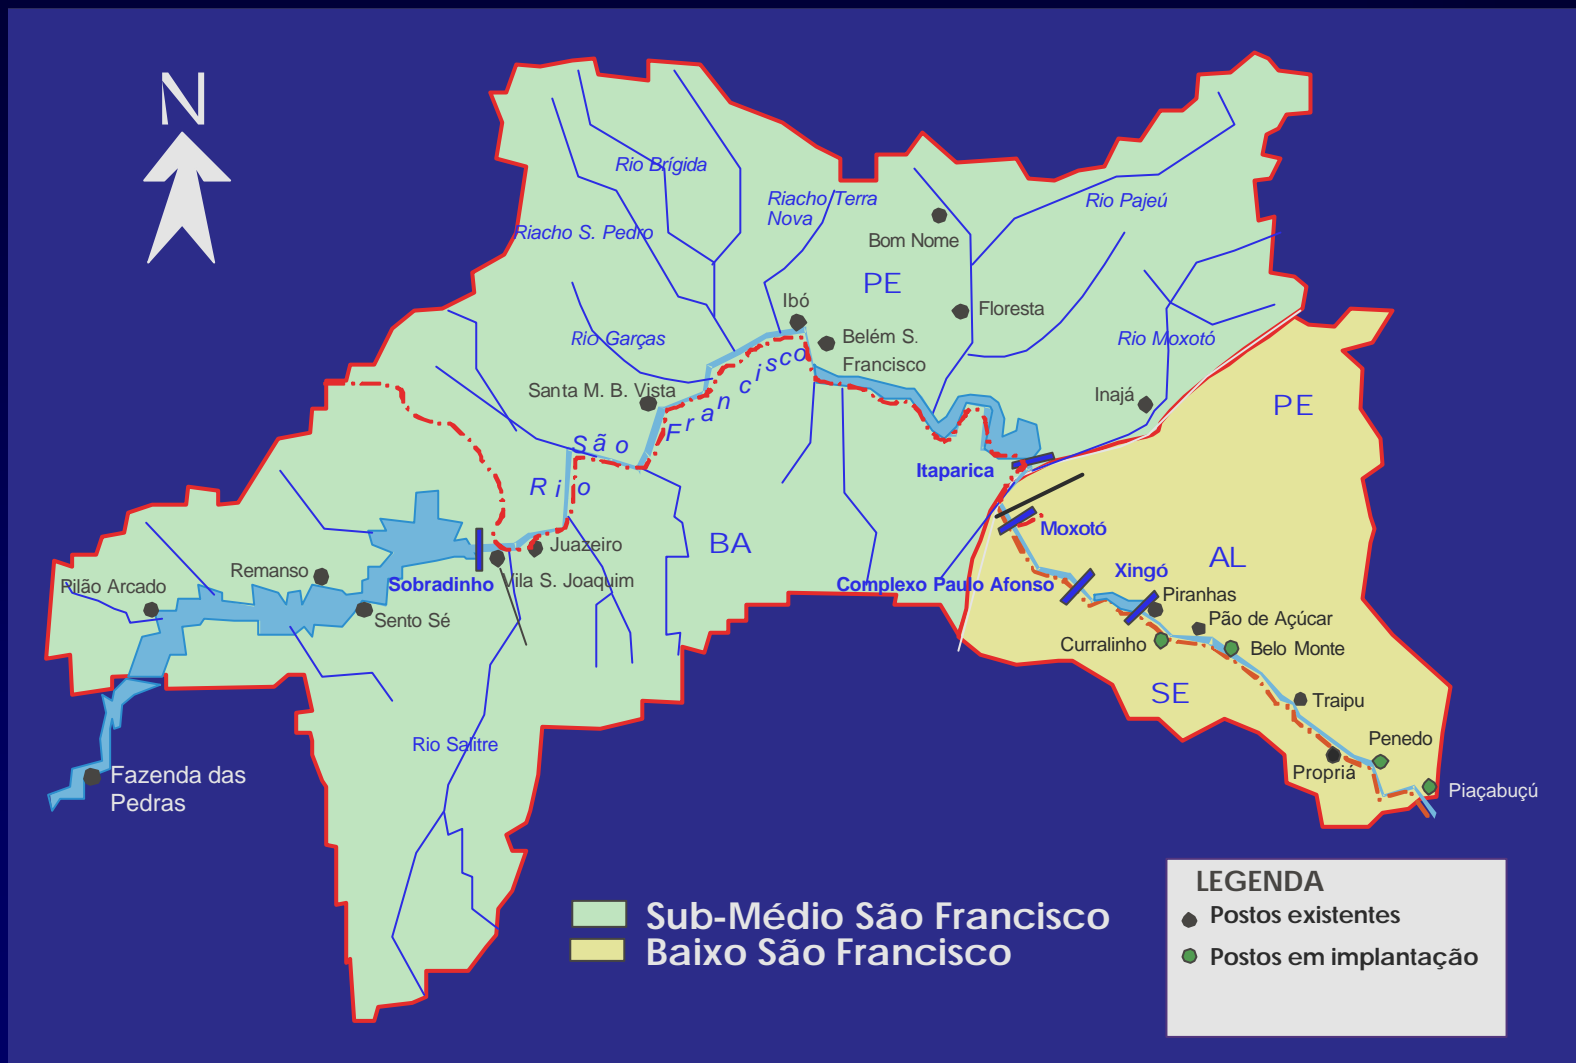 N
Rio Brígida
Riacho Terra
Nova
Rio Pajeú
Riacho S. Pedro
Bom Nome
PE
Ibó
Floresta
Rio Garças
Belém S.
Francisco
Rio Moxotó
Santa M. B. Vista
Inajá
PE
Rio São Francisco
Itaparica
Moxotó
BA
Juazeiro
AL
Remanso
Sobradinho
Vila S. Joaquim
Complexo Paulo Afonso
Xingó
Pilão Arcado
Piranhas
Sento Sé
Pão de Açúcar
Curralinho
Belo Monte
SE
Traipu
Rio Salitre
Penedo
Propriá
Fazenda das
Pedras
Piaçabuçú
LEGENDA
Postos existentes
Postos em implantação
Sub-Médio São Francisco
Baixo São Francisco